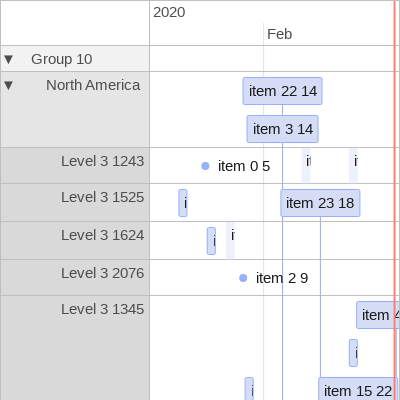 2020
Feb
▼ Group 10
▼ North America
item 22 14
item 3 14
Level 3 1243
item 0 5
Level 3 1525
item 23 18
Level 3 1624
Level 3 2076
item 2 9
Level 3 1345
item
item 15 22